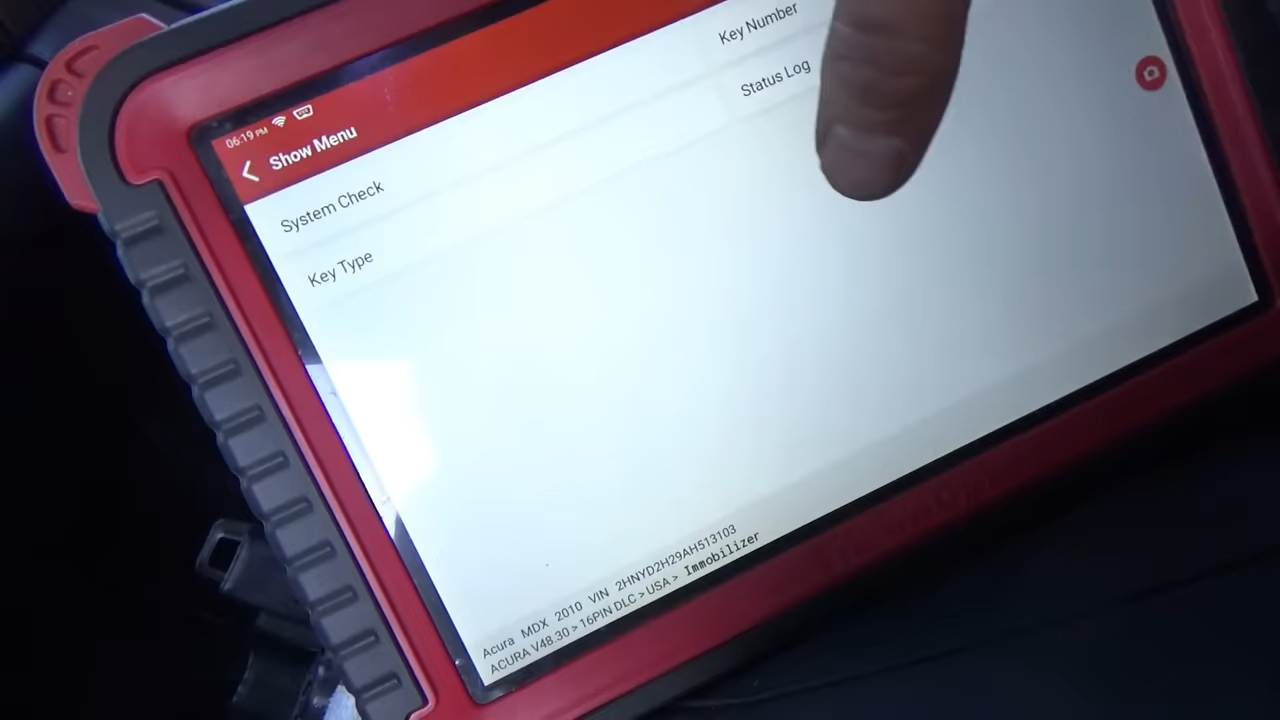 06:19 PM
Show Menu
System Check
Key Number
Key Type
Status Log
Acura MDX 2010 VIN 2HNYD2H29AH513103
ACURA V48.30 > 16PIN DLC > USA > Immobilizer